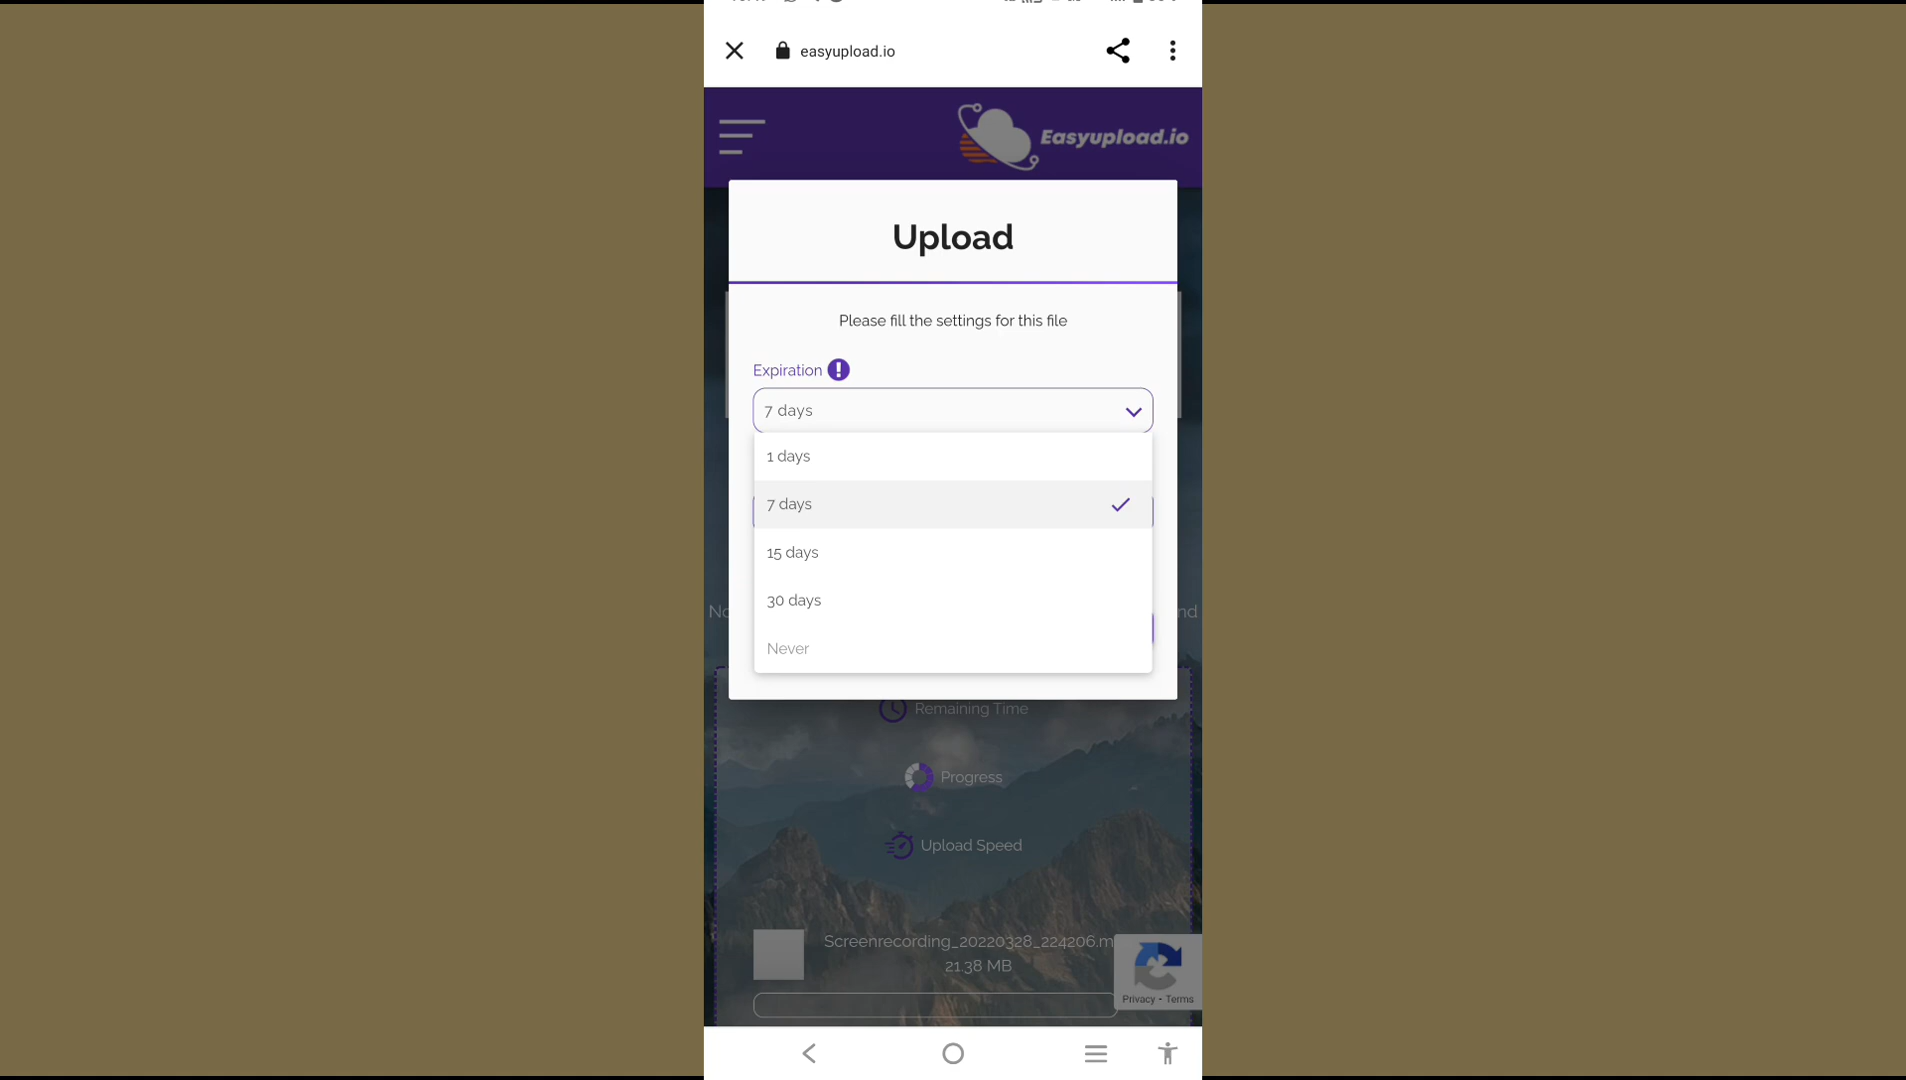 easyupload.io
Easyupload.io
Upload
Please fill the settings for this file
Expiration
7 days
1 days
7 days
15 days
30 days
Never
Remaining Time
Progress
Upload Speed
Screenrecording_20220328_224206.m
21.38 MB
Privacy - Terms